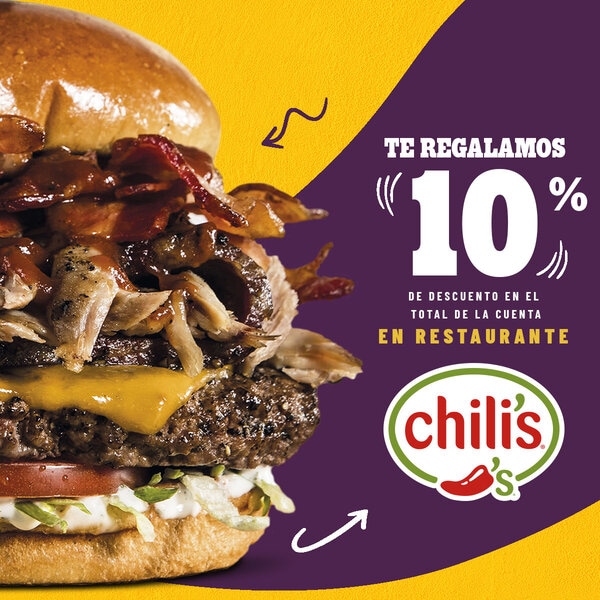 TE REGALAMOS
10%
DE DESCUENTO EN EL
TOTAL DE LA CUENTA
EN RESTAURANTE
chili's
's